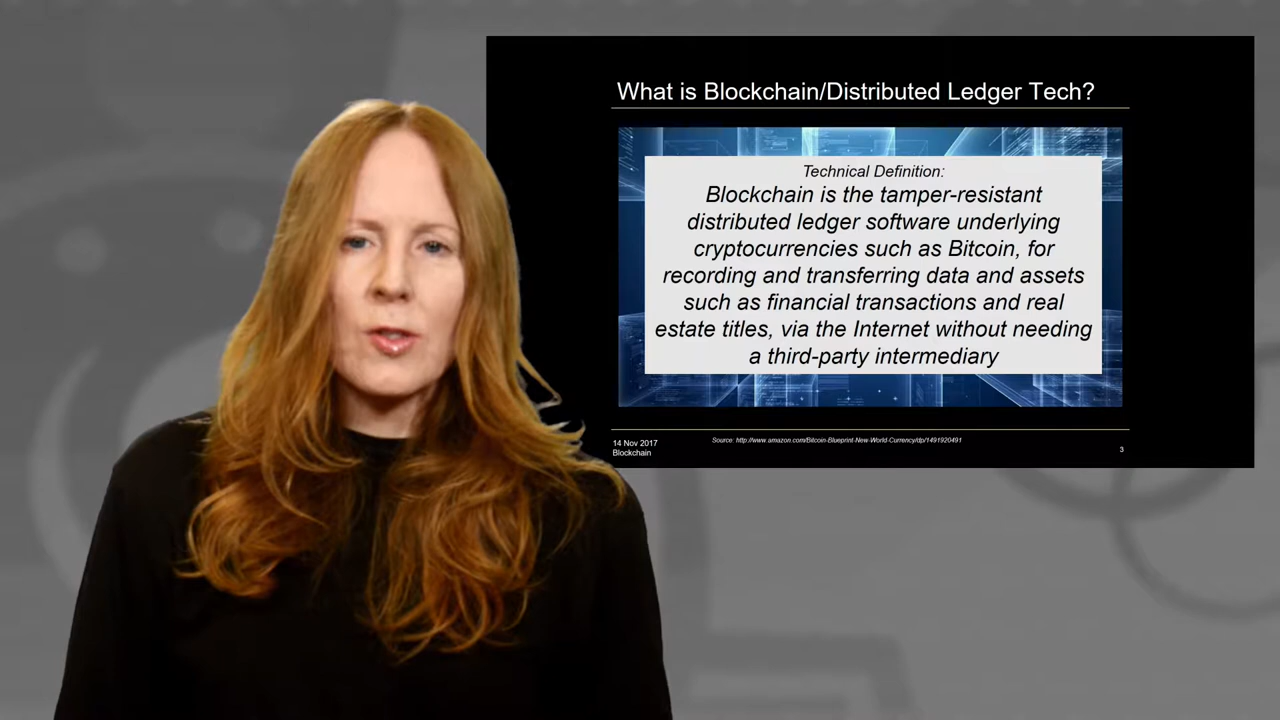 What is Blockchain/Distributed Ledger Tech?
Technical Definition:
Blockchain is the tamper-resistant
distributed ledger software underlying
cryptocurrencies such as Bitcoin, for
recording and transferring data and assets
such as financial transactions and real
estate titles, via the Internet without needing
a third-party intermediary
14 Nov 2017
Blockchain
Source: http://www.amazon.com/Bitcoin-Blueprint-New-World-Currency/dp/1491920491
3